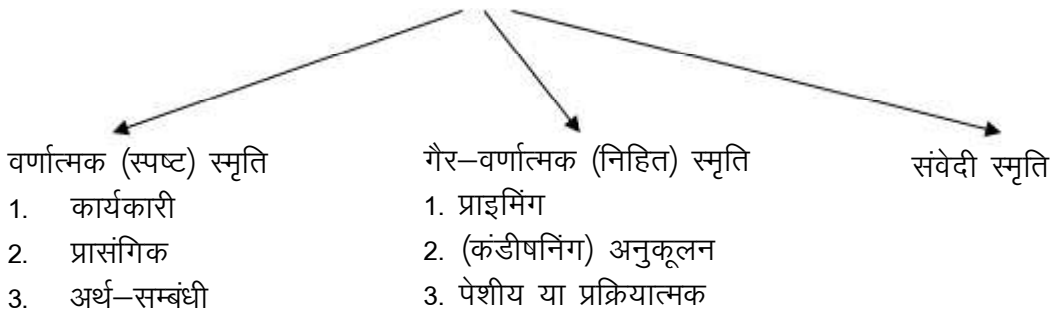 वर्णात्मक (स्पष्ट) स्मृति
1. कार्यकारी
2. प्रासंगिक
3. अर्थ–सम्बंधी
गैर–वर्णात्मक (निहित) स्मृति
1. प्राइमिंग
2. (कंडीषनिंग) अनुकूलन
3. पेशीय या प्रक्रियात्मक
संवेदी स्मृति